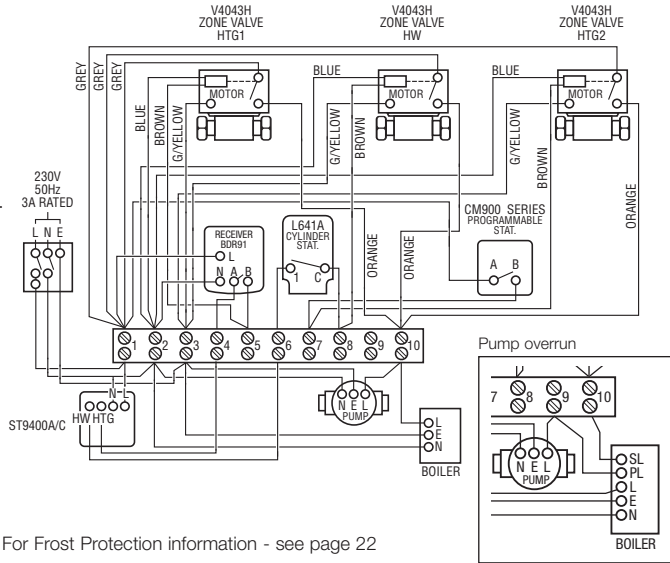 V4043H V4043H V4043H
ZONE VALVE ZONE VALVE ZONE VALVE
HTG1 HW HTG2
GREY GREY GREY
MOTOR BLUE MOTOR BLUE MOTOR
BLUE BROWN G/YELLOW
G/YELLOW BROWN
G/YELLOW BROWN
230V
50Hz
3A RATED
L N E
RECEIVER
BDR91
L
N A B
L641A
CYLINDER
STAT.
1 C
ORANGE
ORANGE
CM900 SERIES
PROGRAMMABLE
STAT.
A B
ORANGE
1 2 3 4 5 6 7 8 9 10
N L
HW HTG
ST9400A/C
N E L
PUMP
L
E
N
BOILER
Pump overrun
7 8 9 10
N E L
PUMP
SL
PL
L
E
N
BOILER
For Frost Protection information - see page 22